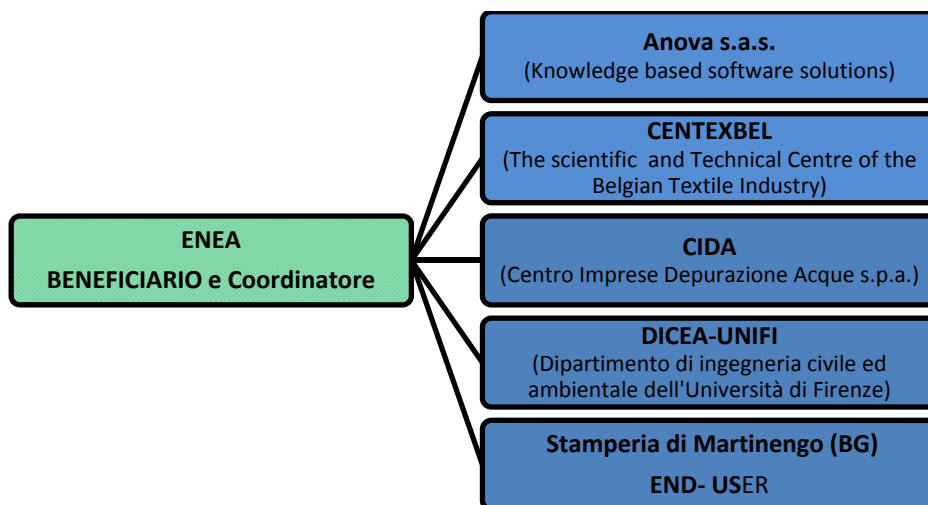 Anova s.a.s.
(Knowledge based software solutions)
CENTEXBEL
(The scientific and Technical Centre of the
Belgian Textile Industry)
ENEA
BENEFICIARIO e Coordinatore
CIDA
(Centro Imprese Depurazione Acque s.p.a.)
DICEA-UNIFI
(Dipartimento di ingegneria civile ed
ambientale dell'Università di Firenze)
Stamperia di Martinengo (BG)
END- USER